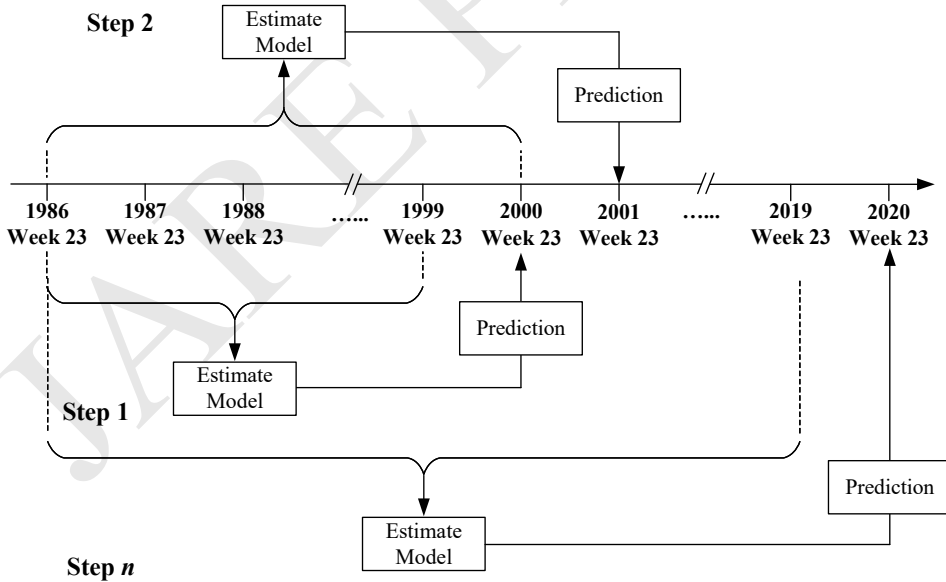 Step 2
Estimate
Model
Prediction
1986
Week 23
1987
Week 23
1988
Week 23
…...
1999
Week 23
2000
Week 23
2001
Week 23
…...
2019
Week 23
2020
Week 23
Prediction
Estimate
Model
Step 1
Prediction
Estimate
Model
Step n
JARE